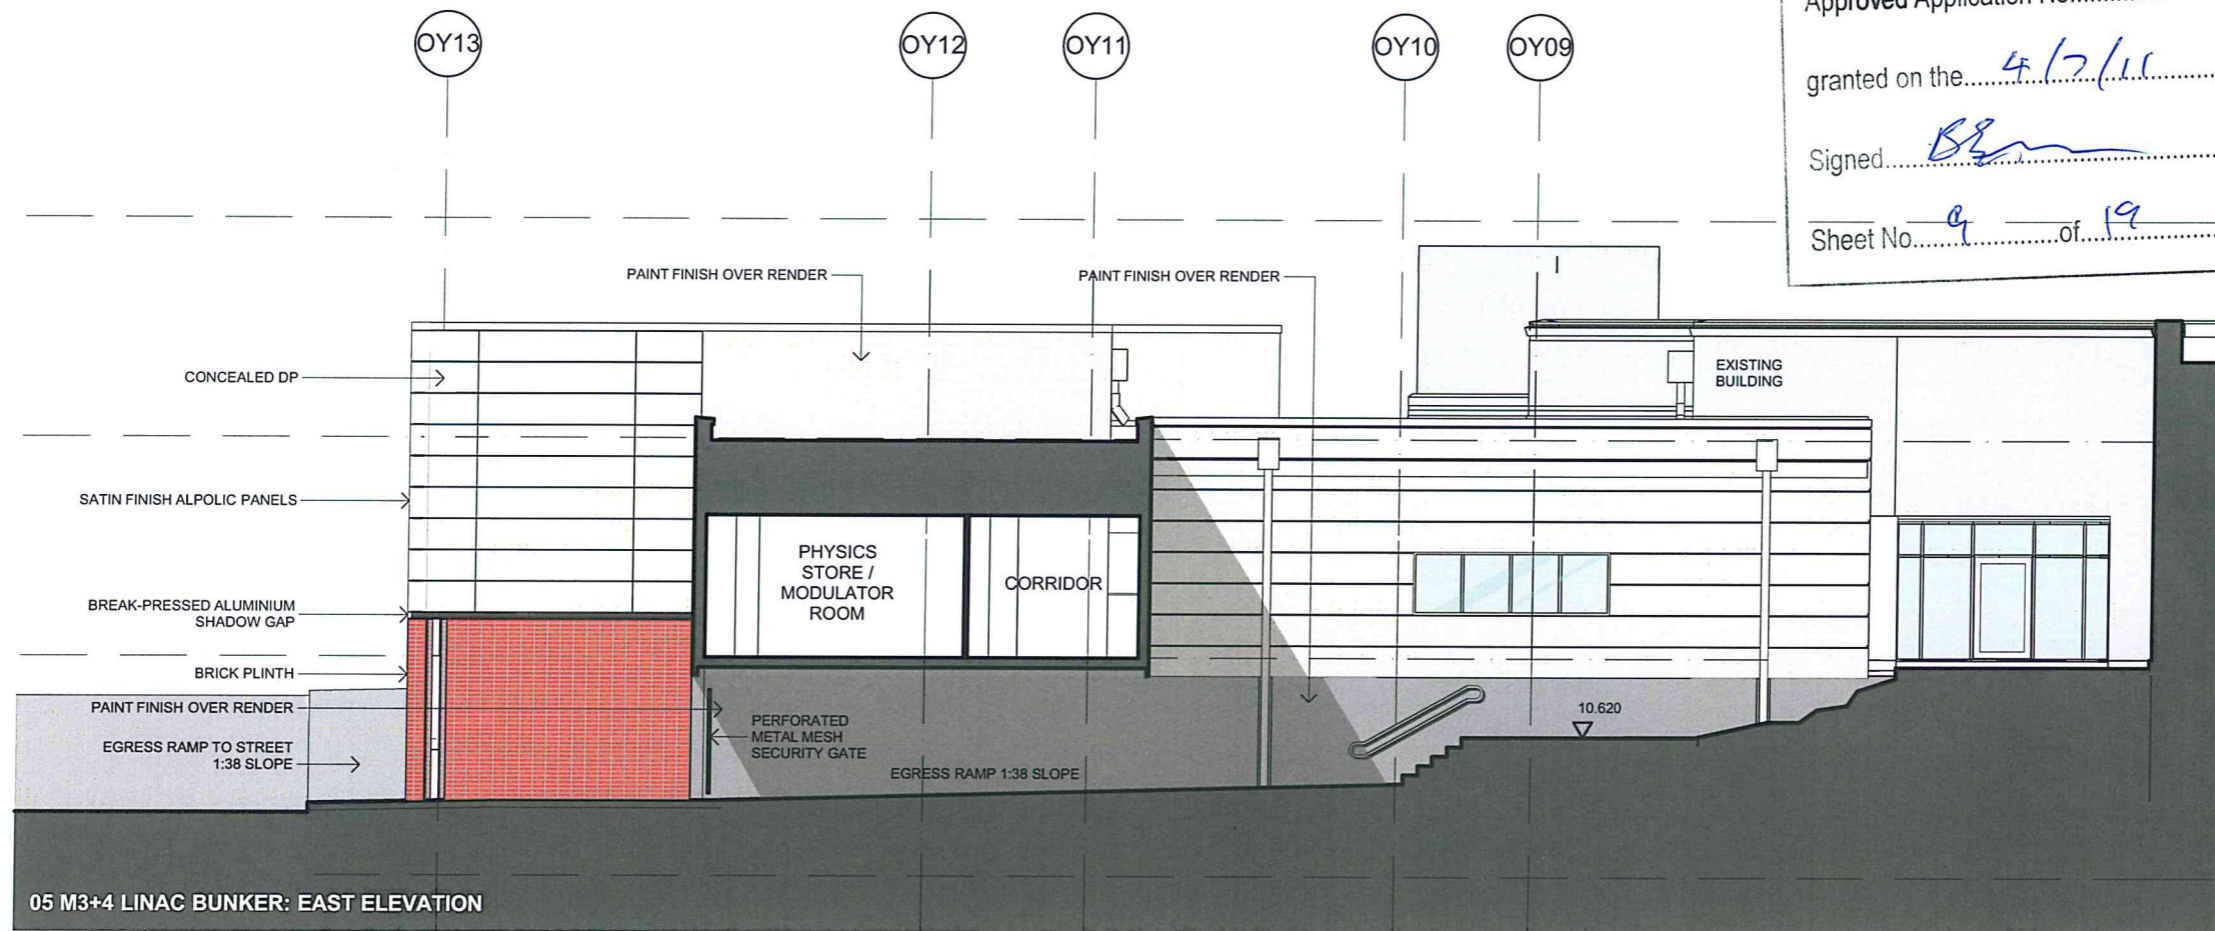 OY13
OY12
OY11
OY10
OY09
Approved Application No
granted on the 4/7/11
Signed
Sheet No 9 of 19
PAINT FINISH OVER RENDER
PAINT FINISH OVER RENDER
CONCEALED DP
EXISTING
BUILDING
SATIN FINISH ALPOLIC PANELS
PHYSICS
STORE /
MODULATOR
ROOM
CORRIDOR
BREAK-PRESSED ALUMINIUM
SHADOW GAP
BRICK PLINTH
PAINT FINISH OVER RENDER
EGRESS RAMP TO STREET
1:38 SLOPE
PERFORATED
METAL MESH
SECURITY GATE
EGRESS RAMP 1:38 SLOPE
10.620
05 M3+4 LINAC BUNKER: EAST ELEVATION